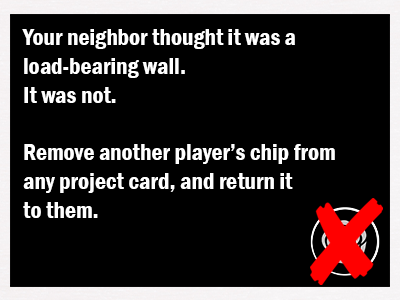 Your neighbor thought it was a
load-bearing wall.
It was not.
Remove another player's chip from
any project card, and return it
to them.